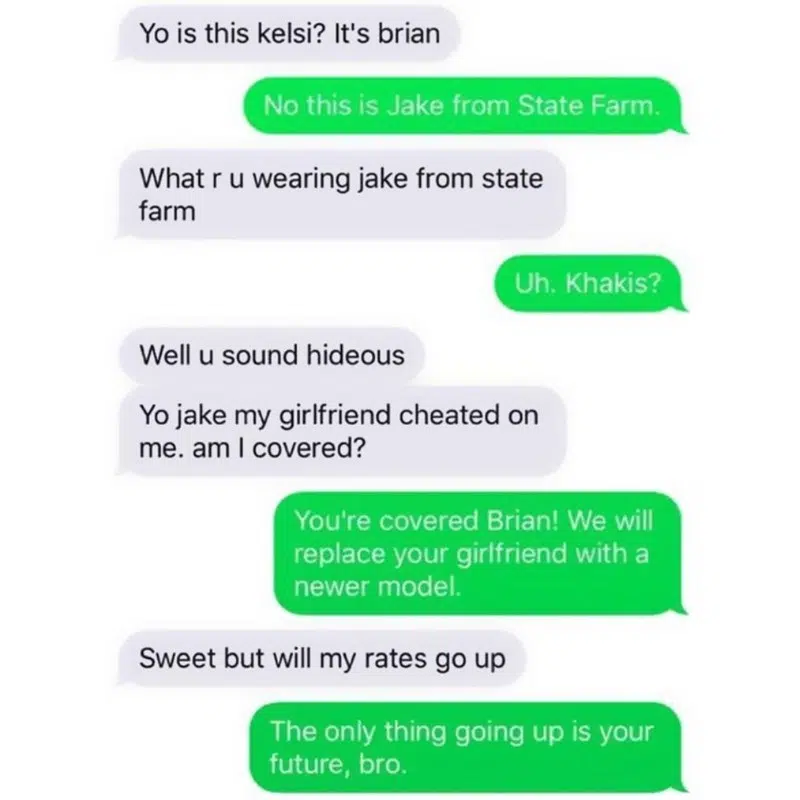 Yo is this kelsi? It's brian
No this is Jake from State Farm.
What r u wearing jake from state
farm
Uh. Khakis?
Well u sound hideous
Yo jake my girlfriend cheated on
me. am I covered?
You're covered Brian! We will
replace your girlfriend with a
newer model.
Sweet but will my rates go up
The only thing going up is your
future, bro.